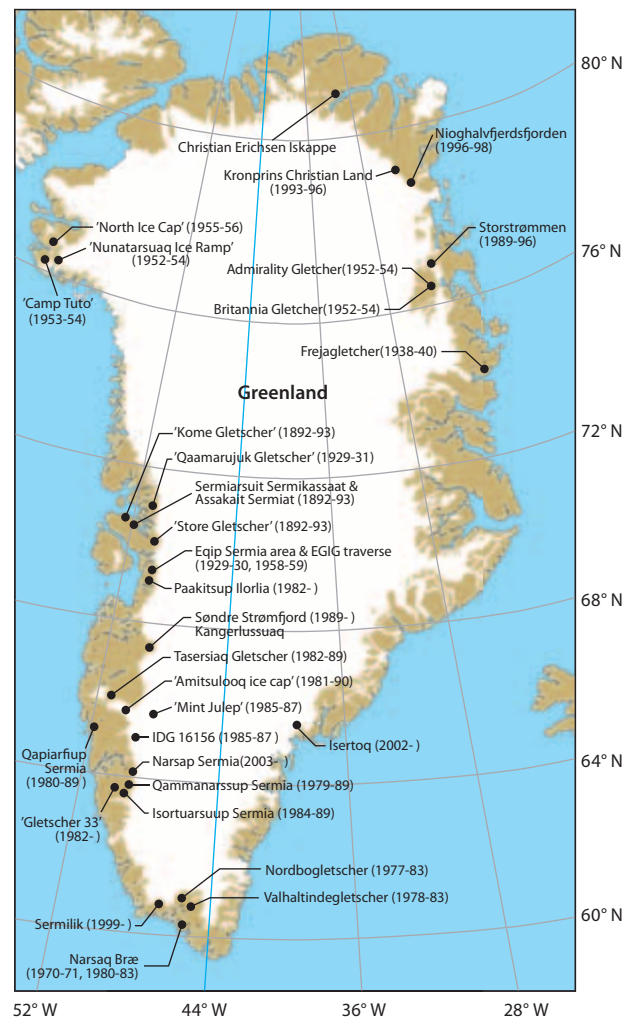 80° N
Christian Erichsen Iskappe
Nioghalvfjerdsfjorden
(1996-98)
Kronprins Christian Land
(1993-96)
'North Ice Cap' (1955-56)
'Nunatarsuaq Ice Ramp'
(1952-54)
Storstrømmen
(1989-96)
76° N
Admirality Gletcher(1952-54)
'Camp Tuto'
(1953-54)
Britannia Gletcher(1952-54)
Frejagletcher(1938-40)
Greenland
72° N
'Kome Gletscher' (1892-93)
'Qaamarujuk Gletscher' (1929-31)
Sermiarsuit Sermikassaat &
Assakait Sermiat (1892-93)
'Store Gletscher' (1892-93)
Eqip Sermia area & EGIG traverse
(1929-30, 1958-59)
Paakitsup Ilorlia (1982- )
68° N
Søndre Strømfjord (1989- )
Kangerlussuaq
Tasersiaq Gletscher (1982-89)
'Amitsulooq ice cap' (1981-90)
'Mint Julep' (1985-87)
IDG 16156 (1985-87 )
Isertoq (2002- )
Qapiarfiup
Sermia
(1980-89 )
Narsap Sermia(2003- )
64° N
Qammanarssup Sermia (1979-89)
Isortuarsuup Sermia (1984-89)
'Gletscher 33'
(1982- )
Nordbogletscher (1977-83)
Valhaltindegletscher (1978-83)
Sermilik (1999- )
60° N
Narsaq Bræ
(1970-71, 1980-83)
52° W
44° W
36° W
28° W